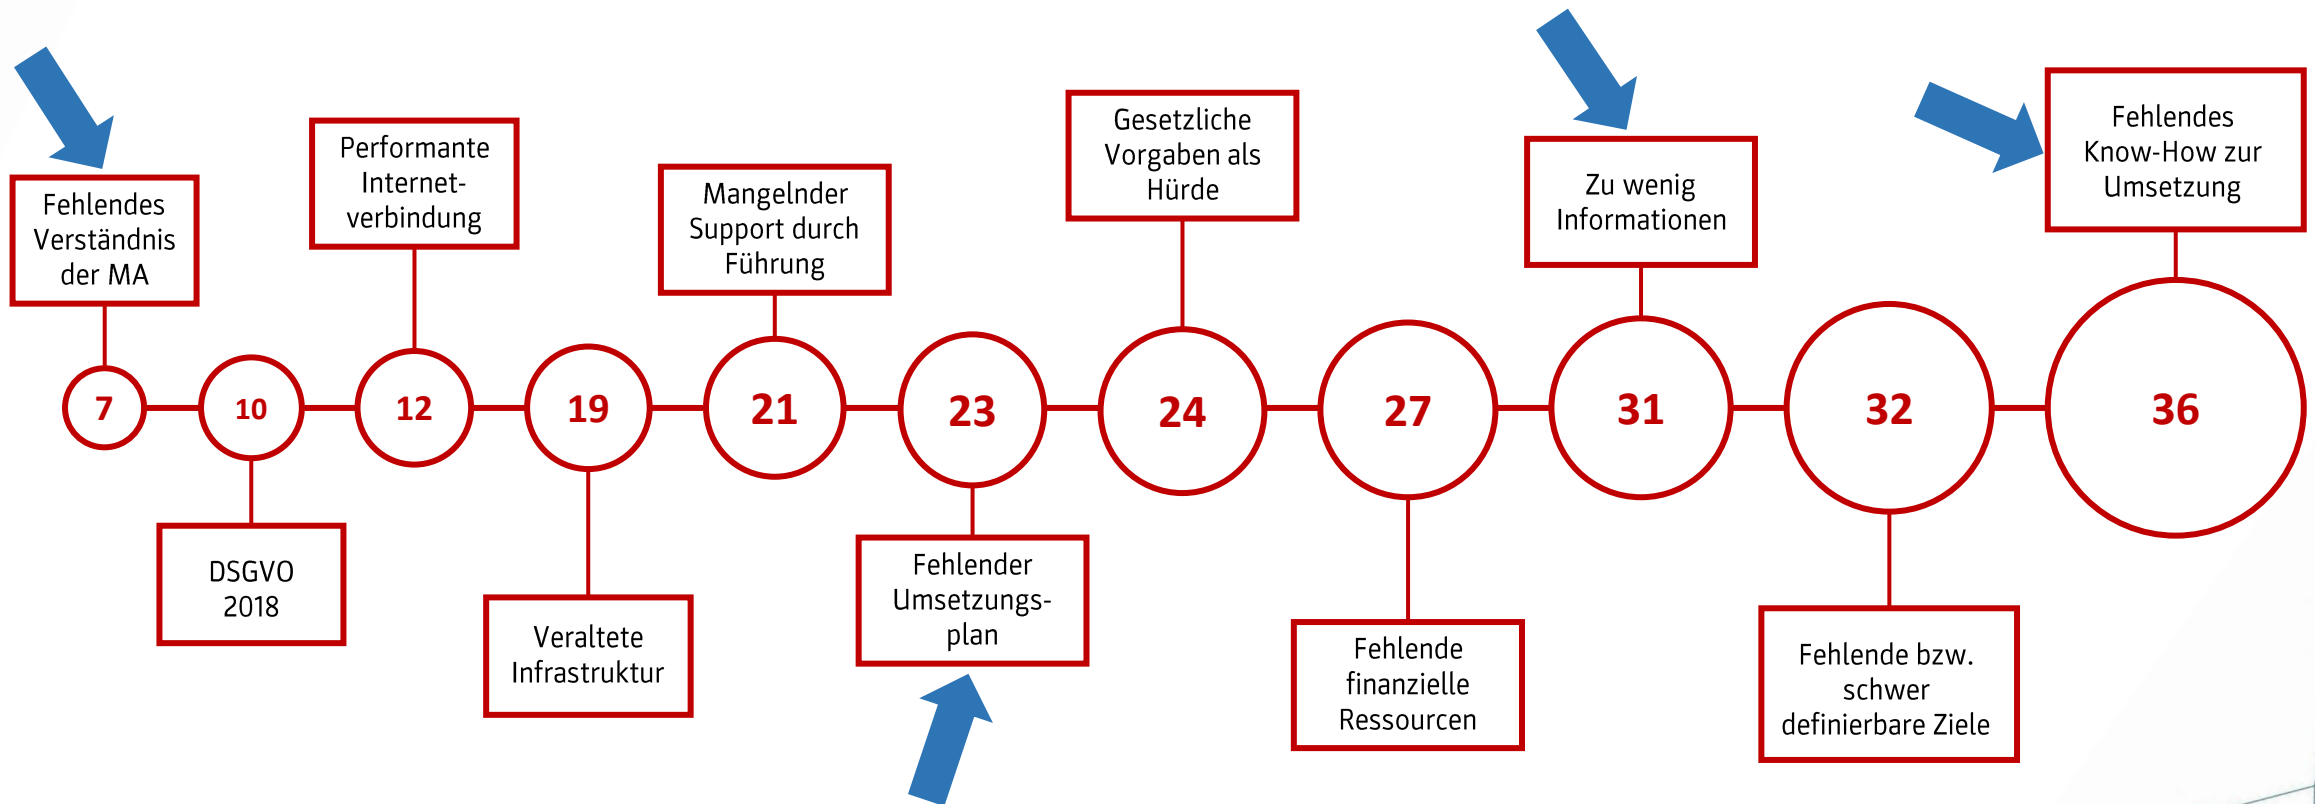 Fehlendes
Verständnis
der MA
Performante
Internet-
verbindung
Mangelnder
Support durch
Führung
Gesetzliche
Vorgaben als
Hürde
Zu wenig
Informationen
Fehlendes
Know-How zur
Umsetzung
7
10
12
19
21
23
24
27
31
32
36
DSGVO
2018
Veraltete
Infrastruktur
Fehlender
Umsetzungs-
plan
Fehlende
finanzielle
Ressourcen
Fehlende bzw.
schwer
definierbare Ziele